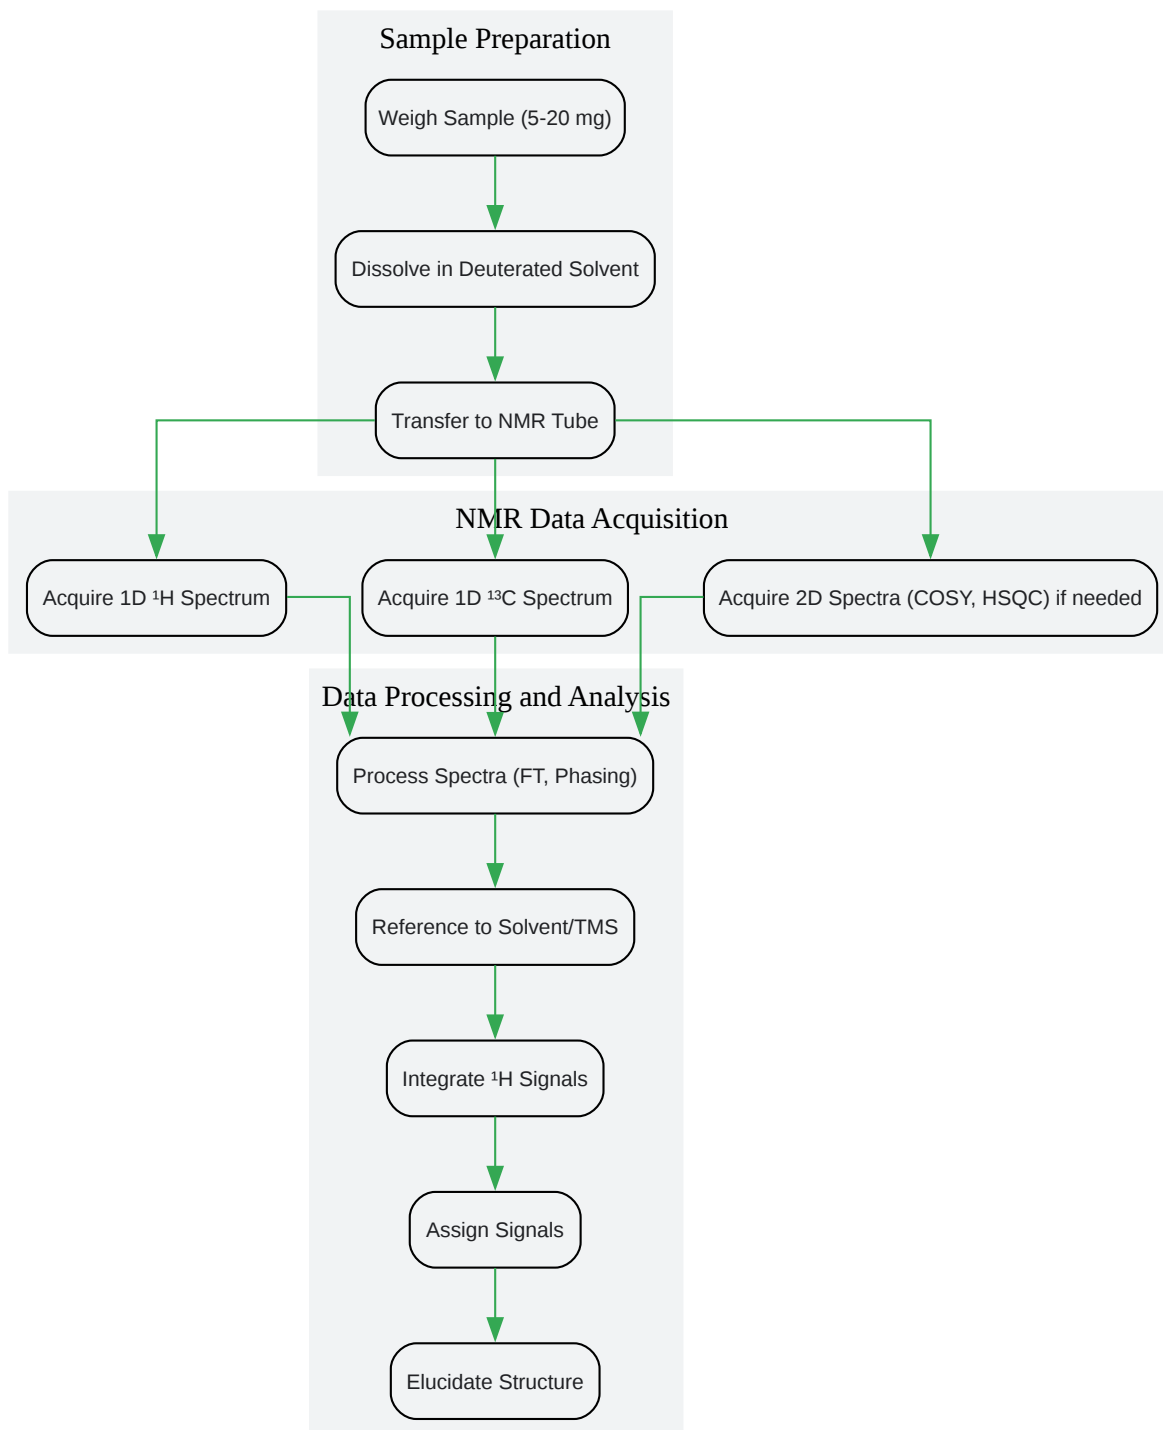 Sample Preparation
Weigh Sample (5-20 mg)
Dissolve in Deuterated Solvent
Transfer to NMR Tube
NMR Data Acquisition
Acquire 1D ¹H Spectrum
Acquire 1D ¹³C Spectrum
Acquire 2D Spectra (COSY, HSQC) if needed
Data Processing and Analysis
Process Spectra (FT, Phasing)
Reference to Solvent/TMS
Integrate ¹H Signals
Assign Signals
Elucidate Structure